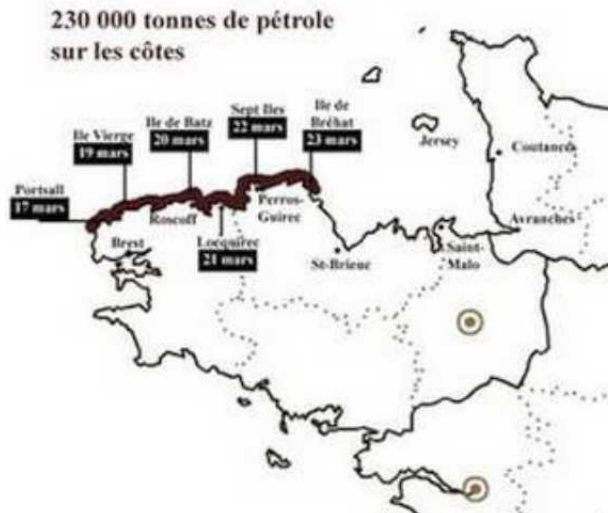 230 000 tonnes de pétrole
sur les côtes
Ile de
Bréhat
23 mars
Sept Iles
22 mars
Ile de Batz
20 mars
Ile Vierge
19 mars
Portsall
17 mars
Jersey
Coutance
Perros-
Guirec
Roscoff
Locquirec
21 mars
Brest
St-Brieuc
Saint-
Malo
Avranches